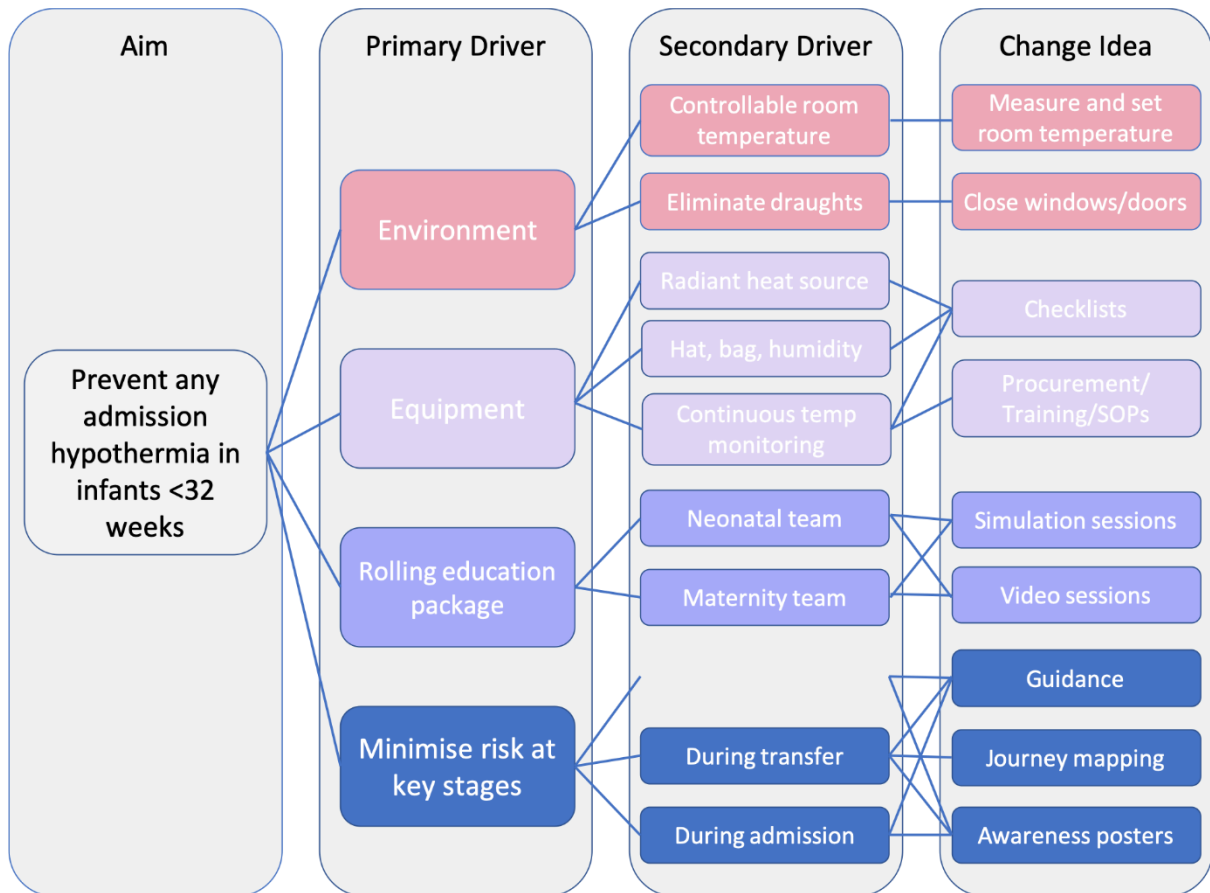 Aim
Prevent any
admission
hypothermia in
infants <32
weeks
Primary Driver
Environment
Equipment
Rolling education
package
Minimise risk at
key stages
Secondary Driver
Controllable room
temperature
Eliminate draughts
Radiant heat source
Hat, bag, humidity
Continuous temp
monitoring
Neonatal team
Maternity team
During transfer
During admission
Change Idea
Measure and set
room temperature
Close windows/doors
Checklists
Procurement/
Training/SOPs
Simulation sessions
Video sessions
Guidance
Journey mapping
Awareness posters